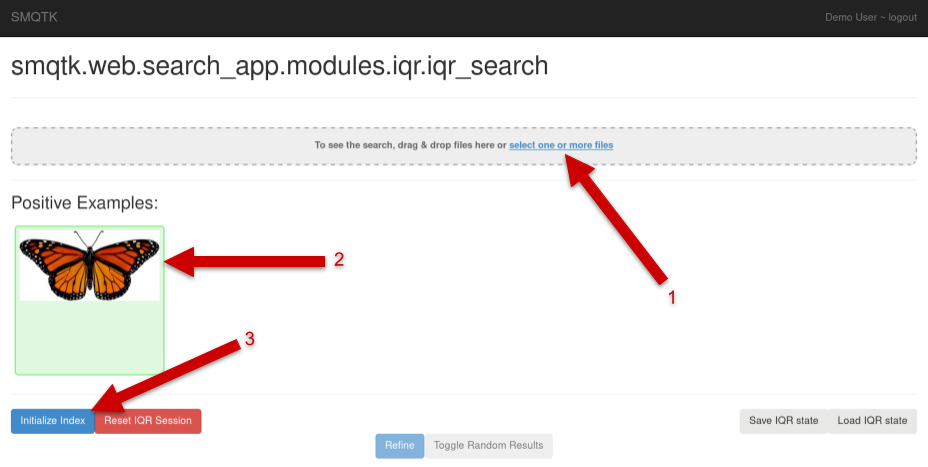 SMQTK
Demo User ~ logout
smqtk.web.search_app.modules.iqr.iqr_search
To see the search, drag & drop files here or select one or more files
Positive Examples:
2
1
3
Initialize Index
Reset IQR Session
Save IQR state
Load IQR state
Refine
Toggle Random Results